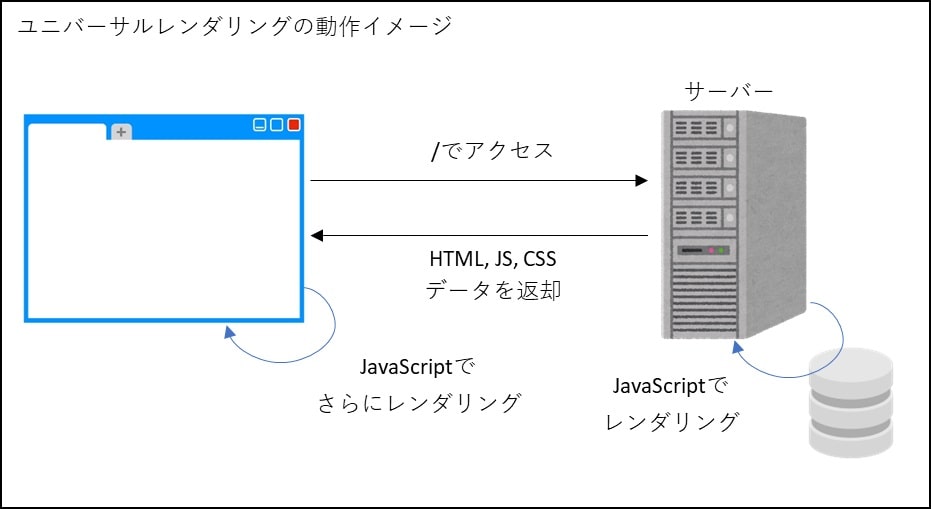 ユニバーサルレンダリングの動作イメージ
サーバー
/でアクセス
HTML, JS, CSS
データを返却
JavaScriptで
さらにレンダリング
JavaScriptで
レンダリング